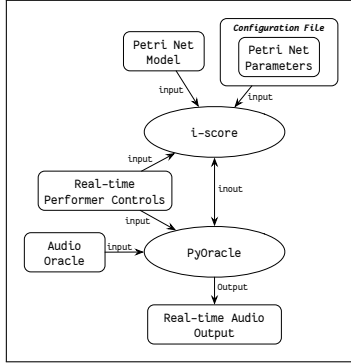 Configuration File
Petri Net
Model
Petri Net
Parameters
input
input
i-score
input
Real-time
Performer Controls
inout
input
Audio
Oracle
input
PyOracle
Output
Real-time Audio
Output